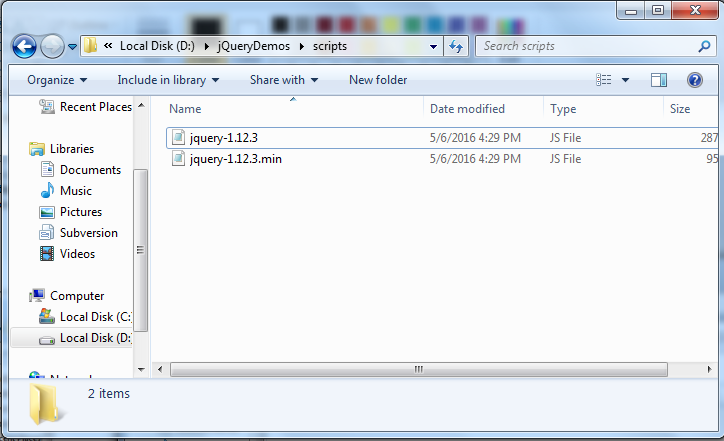 « Local Disk (D:) ▸ jQueryDemos ▸ scripts Search scripts
Organize Include in library Share with New folder
Name Date modified Type Size
jquery-1.12.3 5/6/2016 4:29 PM JS File 287
jquery-1.12.3.min 5/6/2016 4:29 PM JS File 95
Recent Places
Libraries
Documents
Music
Pictures
Subversion
Videos
Computer
Local Disk (C:
Local Disk (D:
2 items